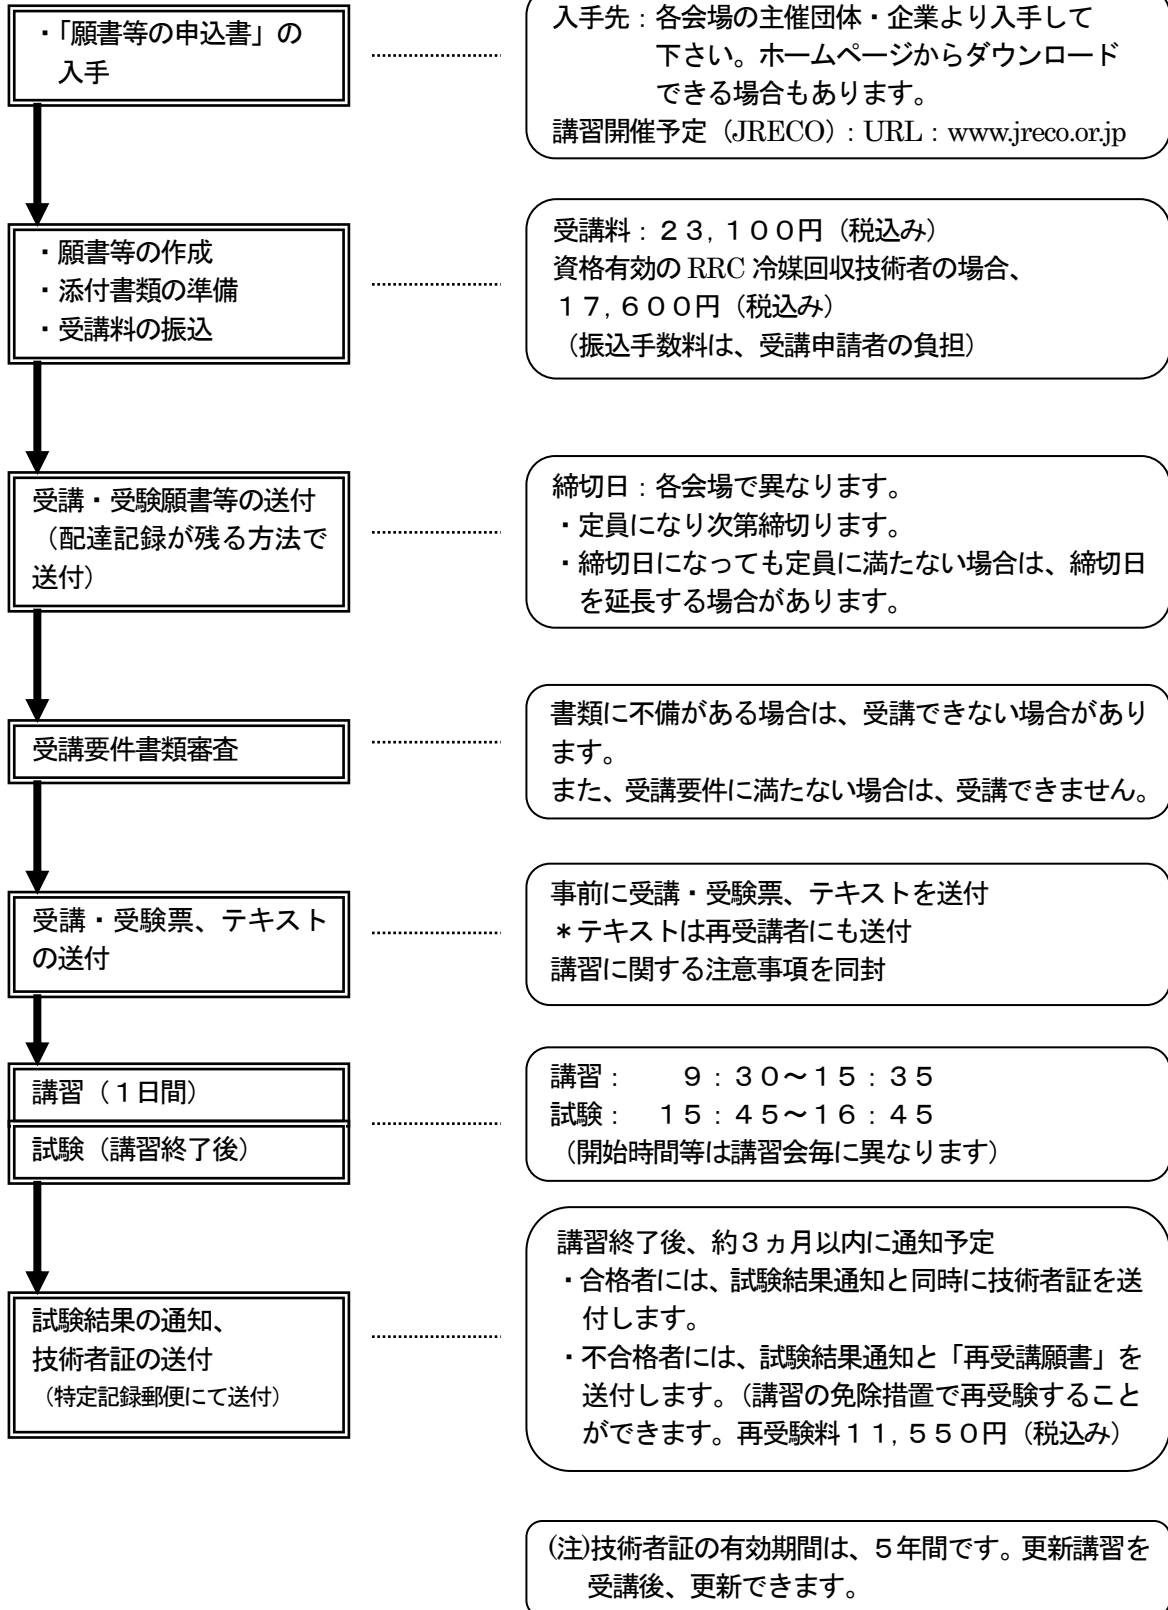 ・「願書等の申込書」の
入手
入手先：各会場の主催団体・企業より入手して
下さい。ホームページからダウンロード
できる場合もあります。
講習開催予定（JRECO）：URL：www.jreco.or.jp
・願書等の作成
・添付書類の準備
・受講料の振込
受講料：２３,１００円（税込み）
資格有効の RRC 冷媒回収技術者の場合、
１７,６００円（税込み）
（振込手数料は、受講申請者の負担）
受講・受験願書等の送付
（配達記録が残る方法で
送付）
締切日：各会場で異なります。
・定員になり次第締切ります。
・締切日になっても定員に満たない場合は、締切日
を延長する場合があります。
受講要件書類審査
書類に不備がある場合は、受講できない場合があり
ます。
また、受講要件に満たない場合は、受講できません。
受講・受験票、テキスト
の送付
事前に受講・受験票、テキストを送付
＊テキストは再受講者にも送付
講習に関する注意事項を同封
講習（１日間）
試験（講習終了後）
講習：　９：３０～１５：３５
試験：　１５：４５～１６：４５
（開始時間等は講習会毎に異なります）
試験結果の通知、
技術者証の送付
（特定記録郵便にて送付）
講習終了後、約３ヵ月以内に通知予定
・合格者には、試験結果通知と同時に技術者証を送
付します。
・不合格者には、試験結果通知と「再受講願書」を
送付します。（講習の免除措置で再受験すること
ができます。再受験料１１,５５０円（税込み）
(注)技術者証の有効期間は、５年間です。更新講習を
受講後、更新できます。